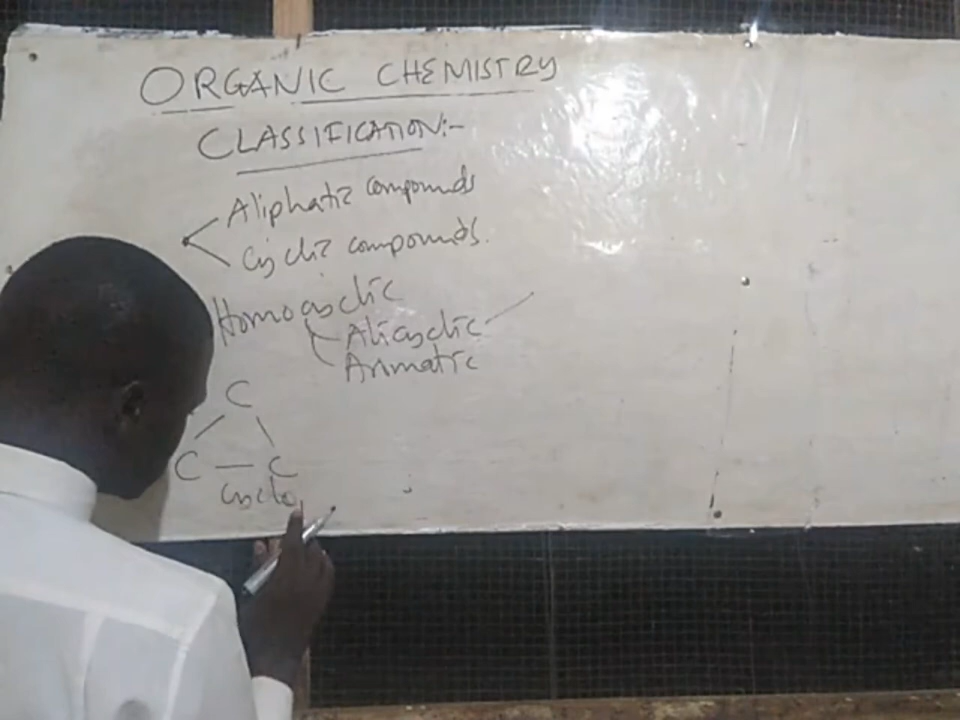 ORGANIC CHEMISTRY
CLASSIFICATION:-
Aliphatic compounds
Cyclic compounds.
Homocyclic
Alicyclic
Aromatic
C
C — C
Cyclo